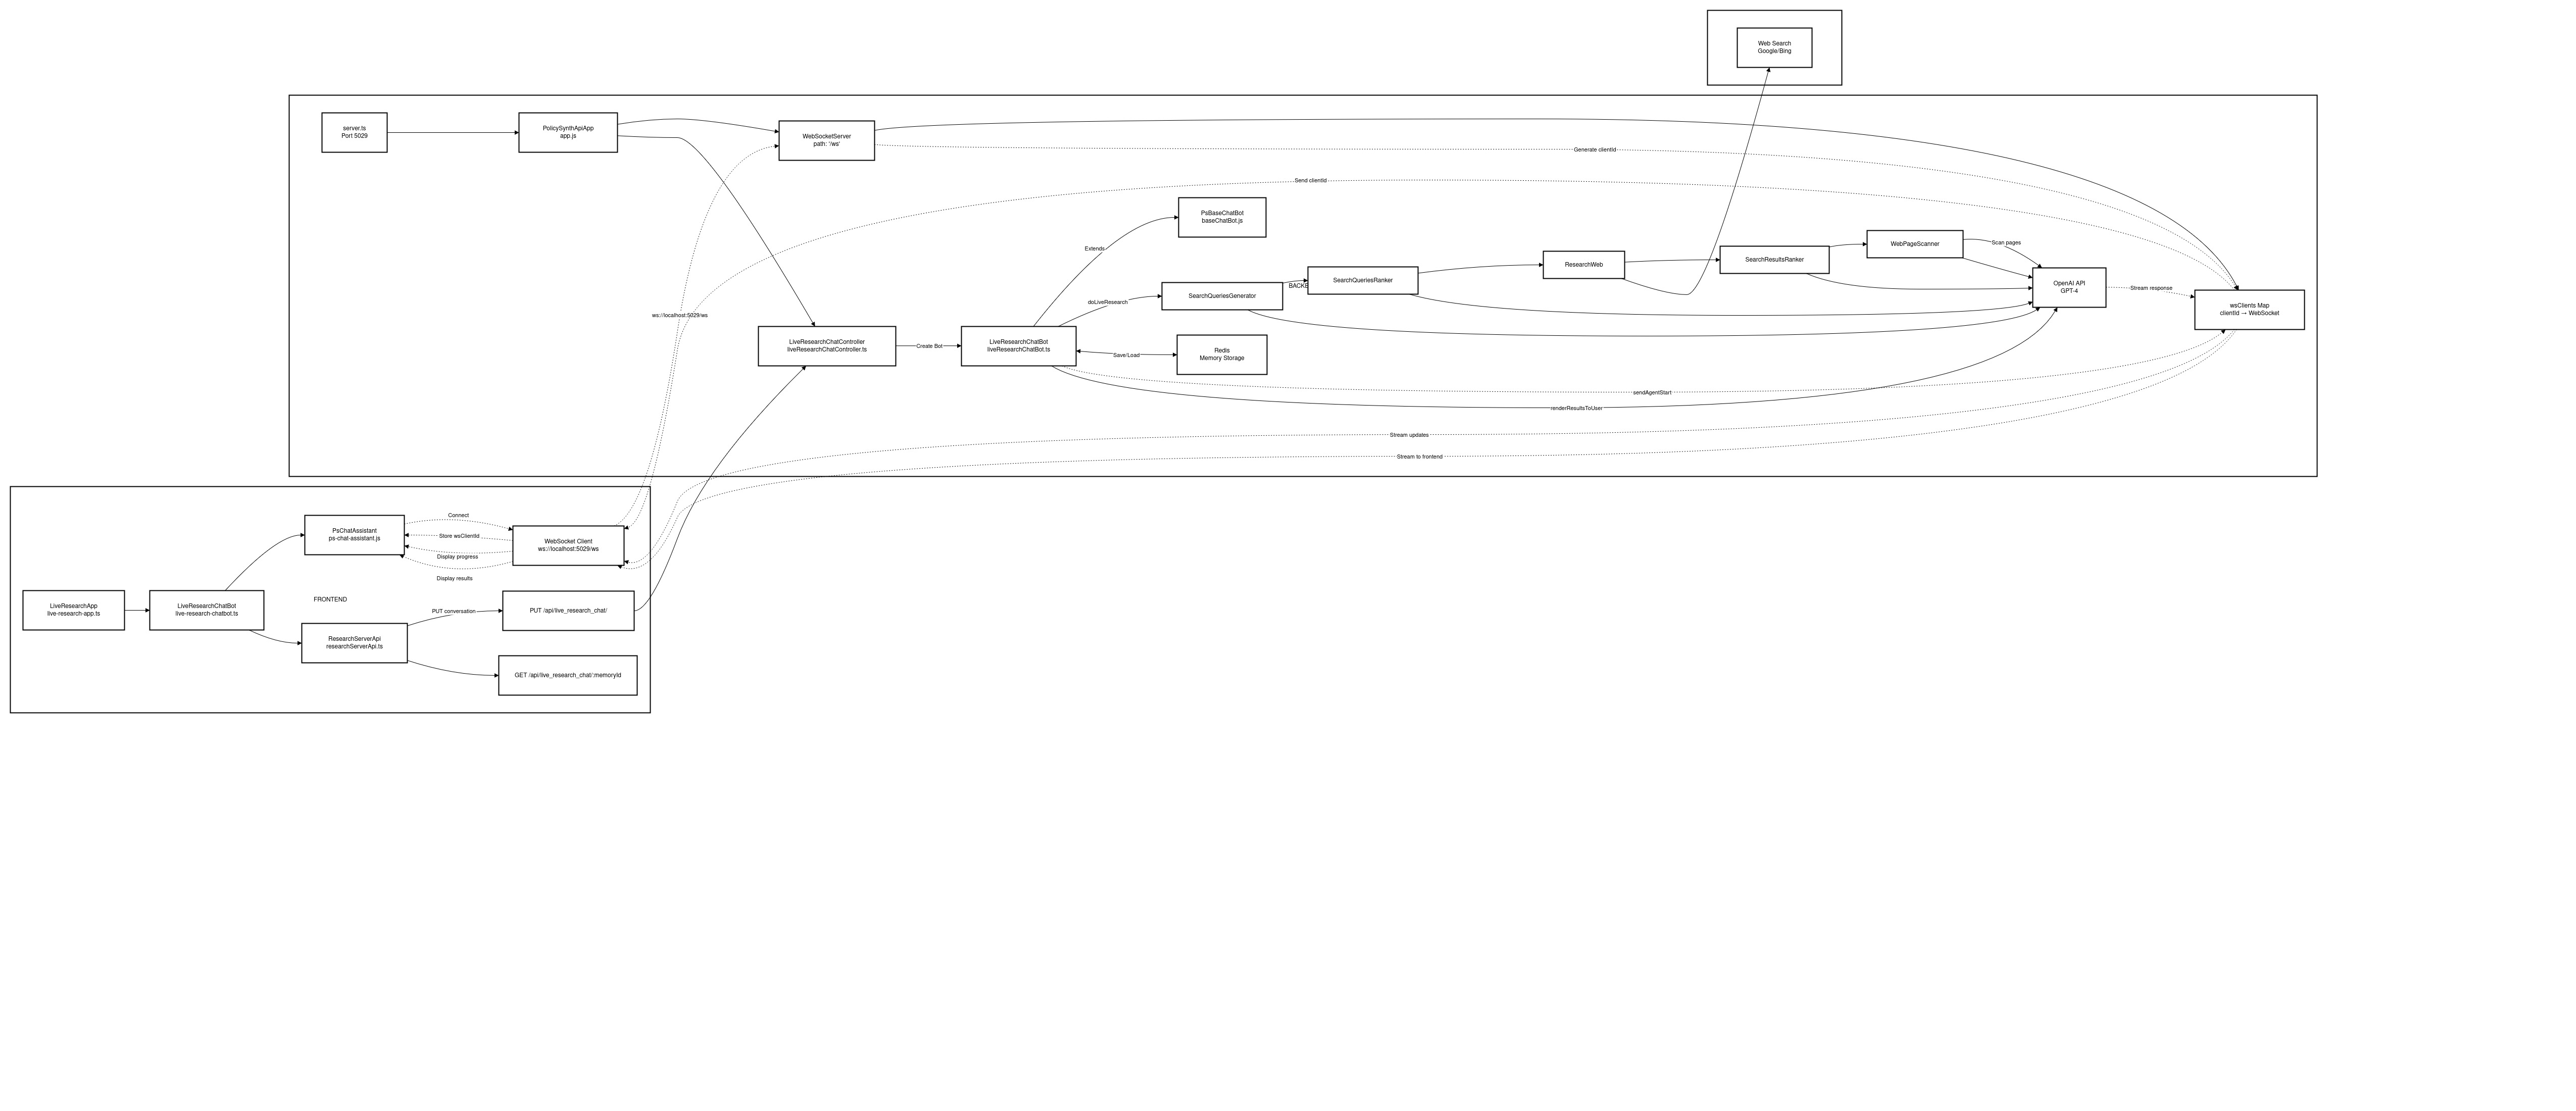 Web Search
Google/Bing
server.ts
Port 5029
PolicySynthApiApp
app.js
WebSocketServer
path: '/ws'
Generate clientId
Send clientId
PsBaseChatBot
baseChatBot.js
Extends
WebPageScanner
Scan pages
SearchResultsRanker
ResearchWeb
SearchQueriesRanker
BACKE
SearchQueriesGenerator
doLiveResearch
OpenAI API
GPT-4
Stream response
wsClients Map
clientId → WebSocket
ws://localhost:5029/ws
LiveResearchChatController
liveResearchChatController.ts
Create Bot
LiveResearchChatBot
liveResearchChatBot.ts
Save/Load
Redis
Memory Storage
sendAgentStart
renderResultsToUser
Stream updates
Stream to frontend
PsChatAssistant
ps-chat-assistant.js
Connect
Store wsClientId
Display progress
Display results
WebSocket Client
ws://localhost:5029/ws
LiveResearchApp
live-research-app.ts
LiveResearchChatBot
live-research-chatbot.ts
FRONTEND
PUT conversation
PUT /api/live_research_chat/
ResearchServerApi
researchServerApi.ts
GET /api/live_research_chat/:memoryId